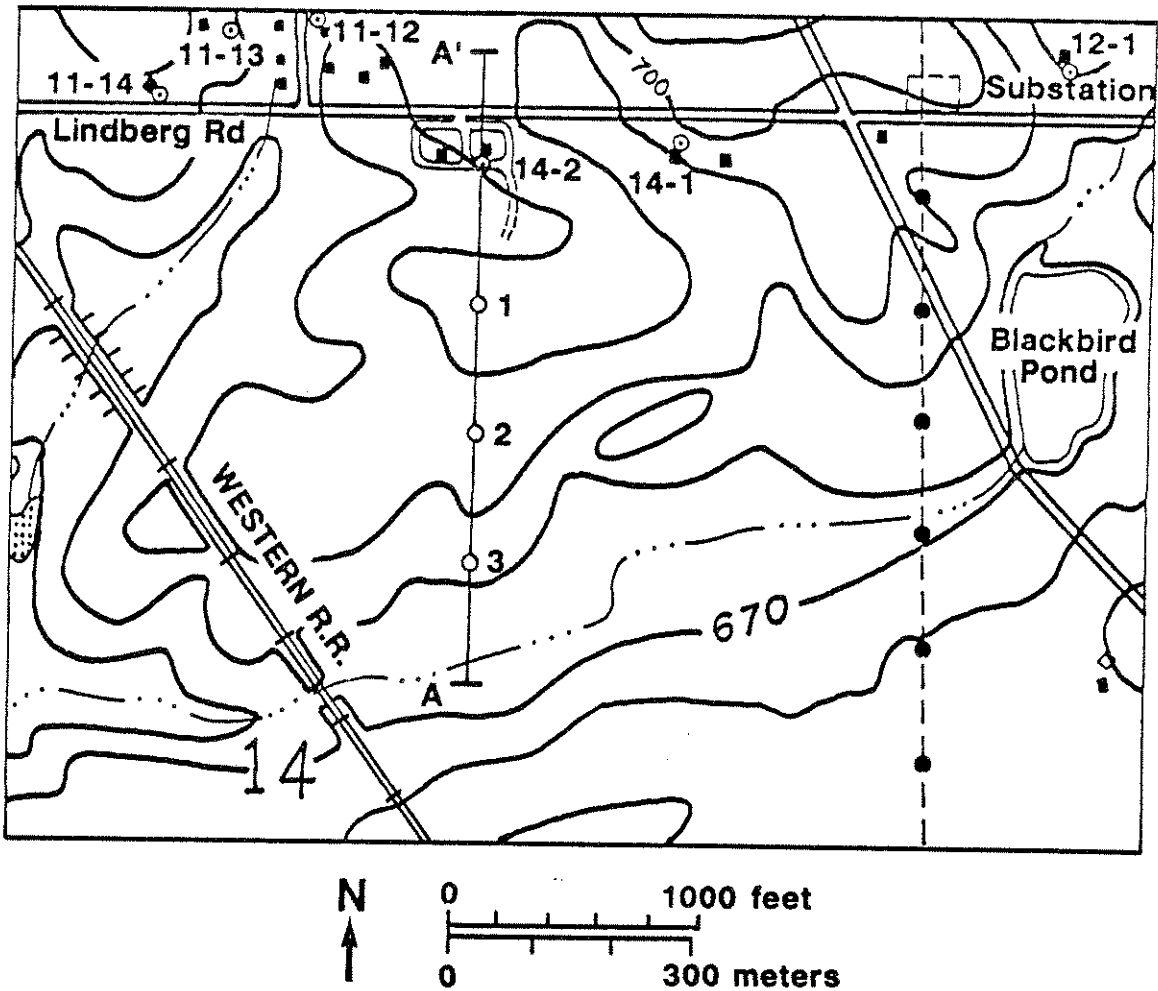 11-12
11-13
A'
12-1
700
11-14
Substation
Lindberg Rd
14-2
14-1
1
Blackbird
Pond
2
WESTERN R.R.
3
670
A
14
N
0 1000 feet
0 300 meters